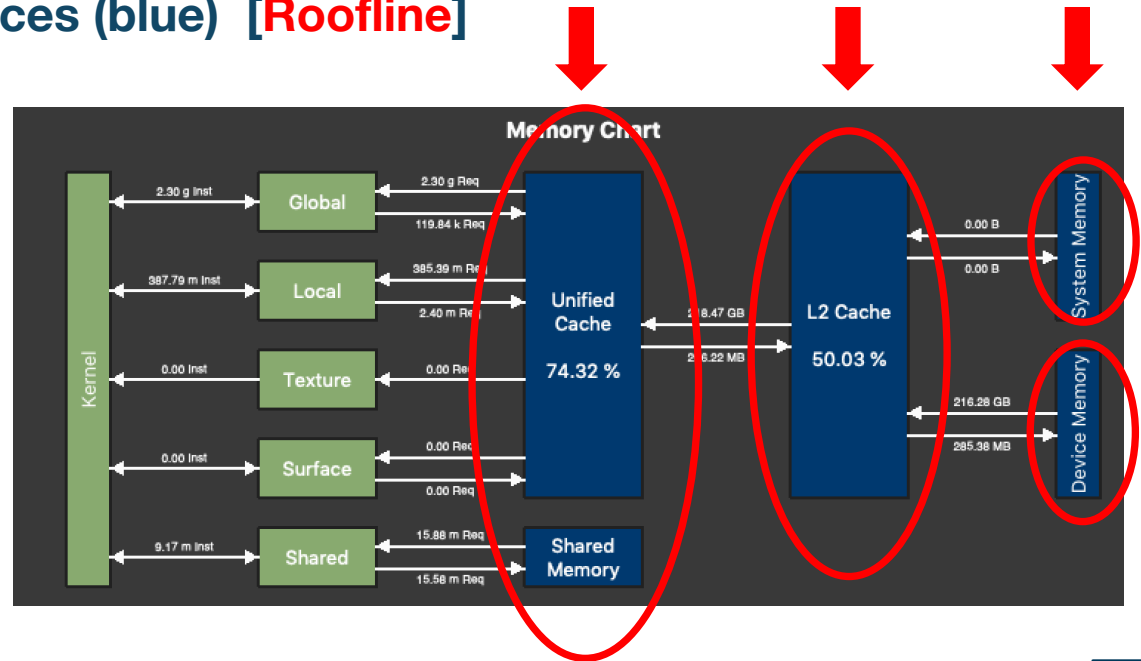 ces (blue) [Roofline]
Memory Chart
Kernel
2.30 g Inst
Global
2.30 g Req
119.84 k Req
387.79 m Inst
Local
385.39 m Req
2.40 m Req
0.00 Inst
Texture
0.00 Req
0.00 Inst
Surface
0.00 Req
0.00 Req
9.17 m Inst
Shared
15.88 m Req
15.58 m Req
Unified
Cache
74.32 %
Shared
Memory
GB
MB
L2 Cache
50.03 %
0.00 B
0.00 B
System Memory
216.28 GB
285.38 MB
Device Memory